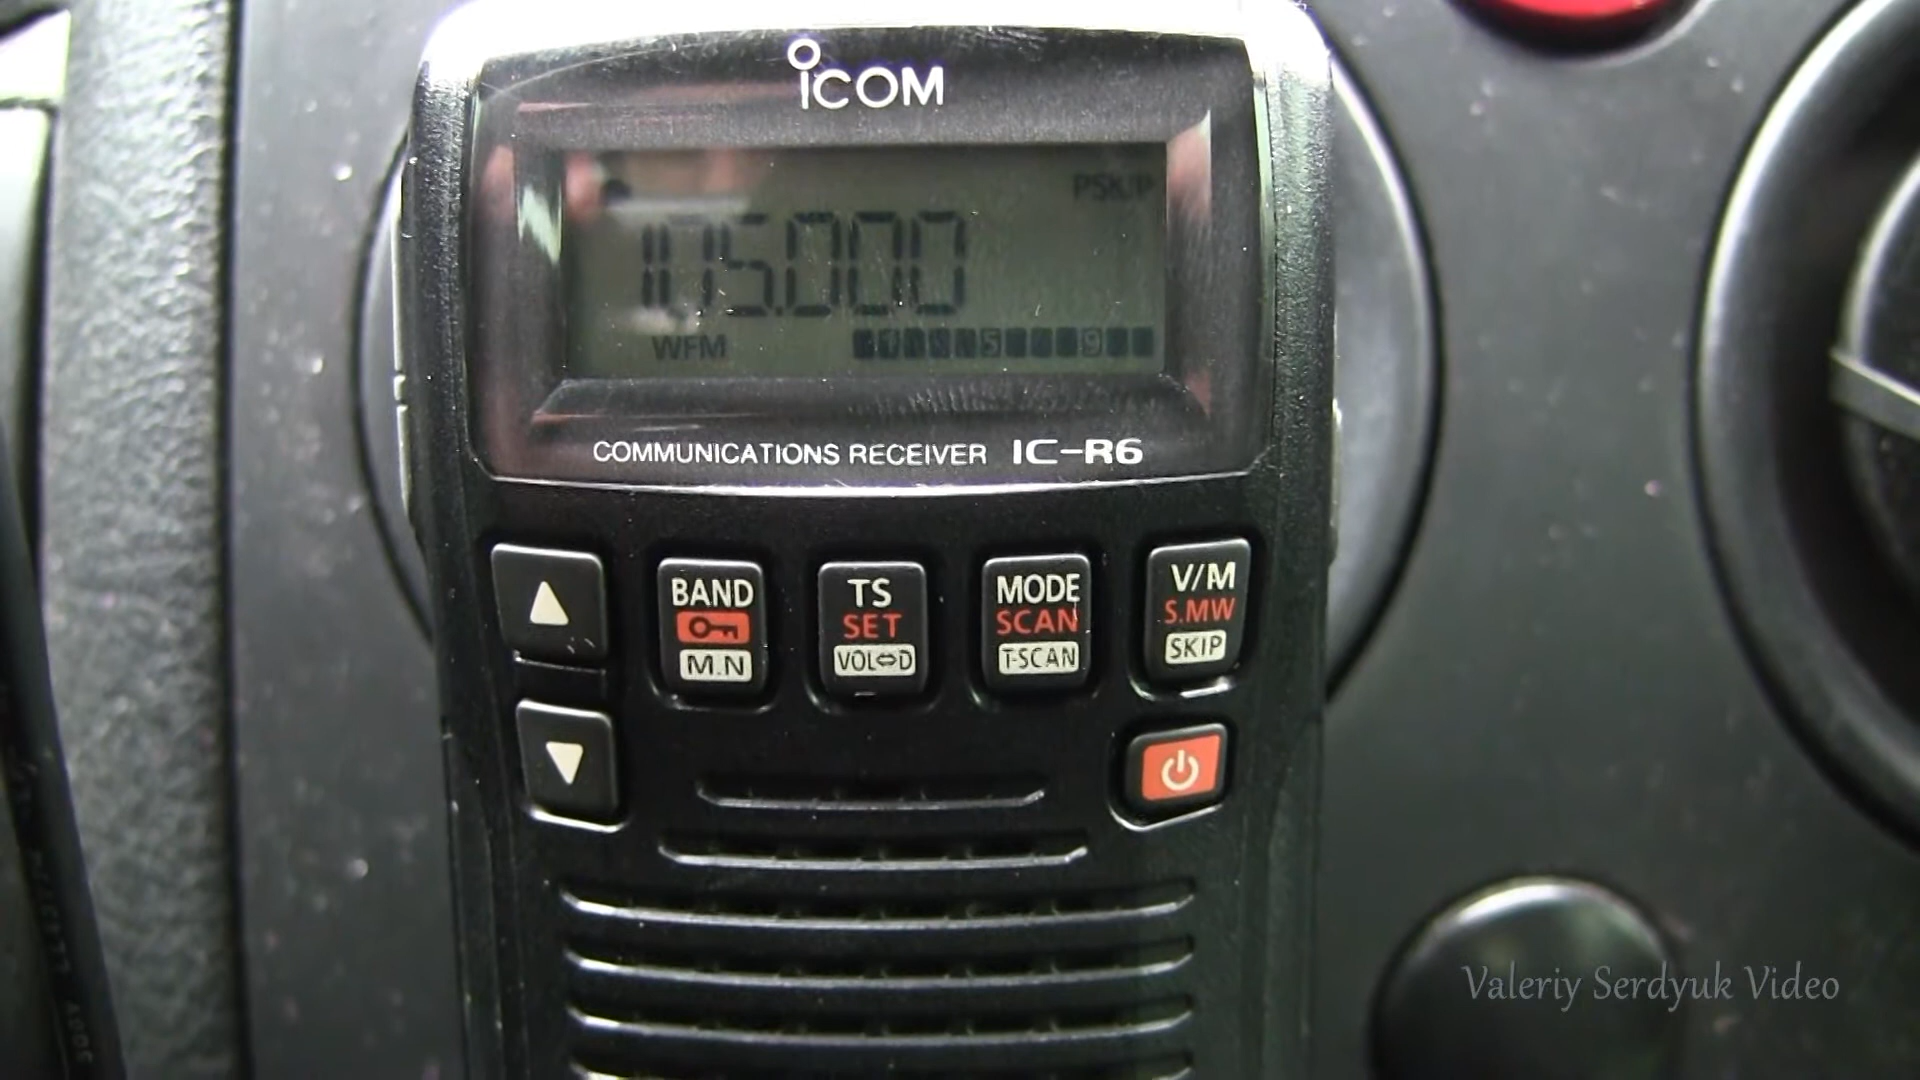 ICOM
PSKIP
105.000
WFM
1 5 9
COMMUNICATIONS RECEIVER IC-R6
BAND
M.N
TS
SET
VOL⇔D
MODE
SCAN
T-SCAN
V/M
S.MW
SKIP
Valeriy Serdyuk Video